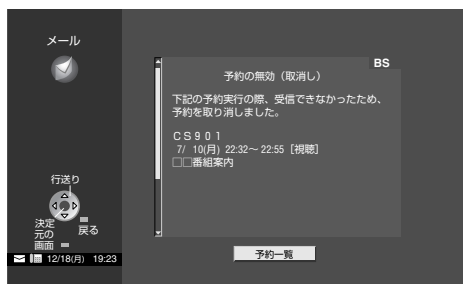 メール
BS
予約の無効（取消し）
下記の予約実行の際、受信できなかったため、
予約を取り消しました。
ＣＳ９０１
7/ 10(月) 22:32～ 22:55［視聴］
□□番組案内
行送り
決定
戻る
元の
画面
12/18(月) 19:23
予約一覧